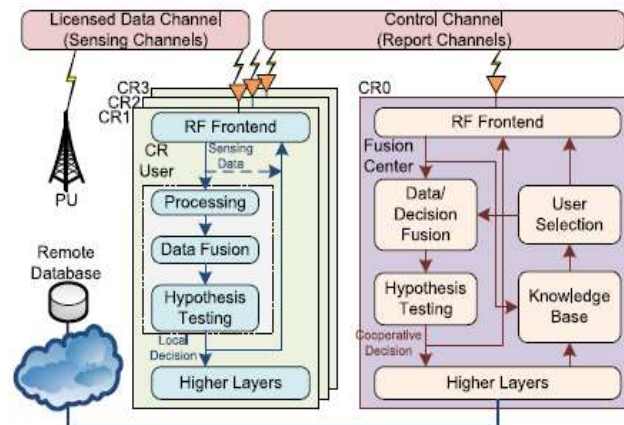 Licensed Data Channel
(Sensing Channels)
Control Channel
(Report Channels)
CR3
CR2
CR1
CR0
RF Frontend
CR
User
Sensing
Data
Processing
Data Fusion
Hypothesis
Testing
Local
Decision
Higher Layers
PU
Remote
Database
RF Frontend
Fusion
Center
Data/
Decision
Fusion
User
Selection
Hypothesis
Testing
Knowledge
Base
Cooperative
Decision
Higher Layers